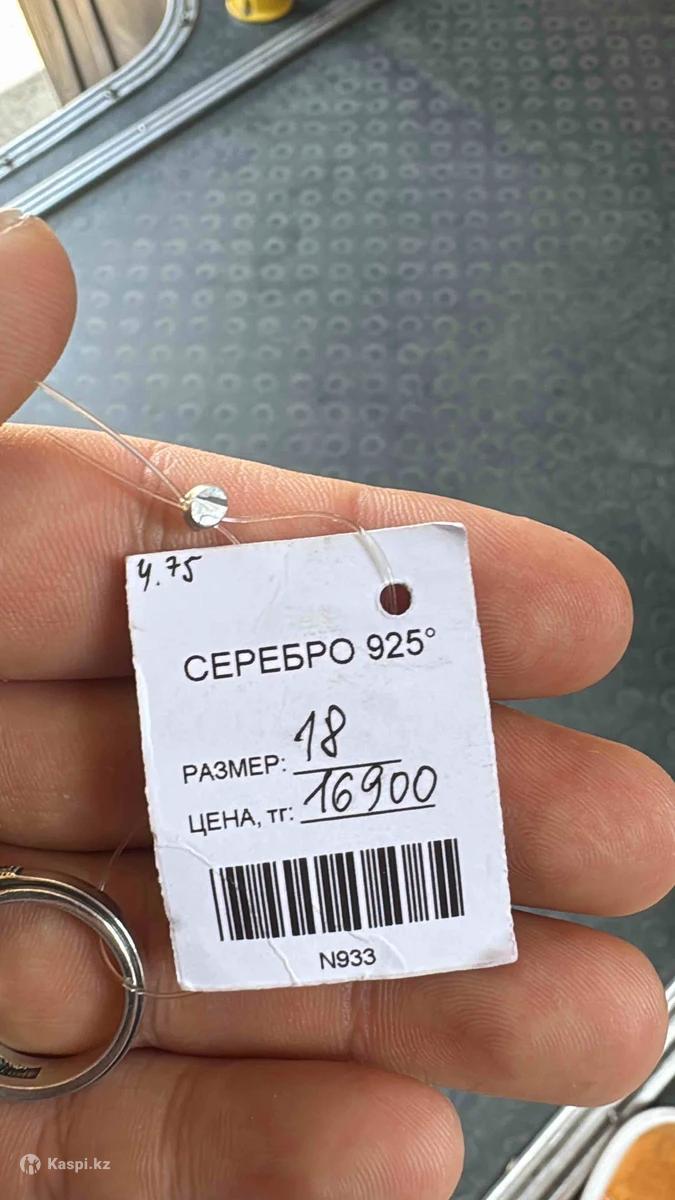 4.75
СЕРЕБРО 925°
РАЗМЕР: 18
ЦЕНА, тг: 16900
N933
Kaspi.kz